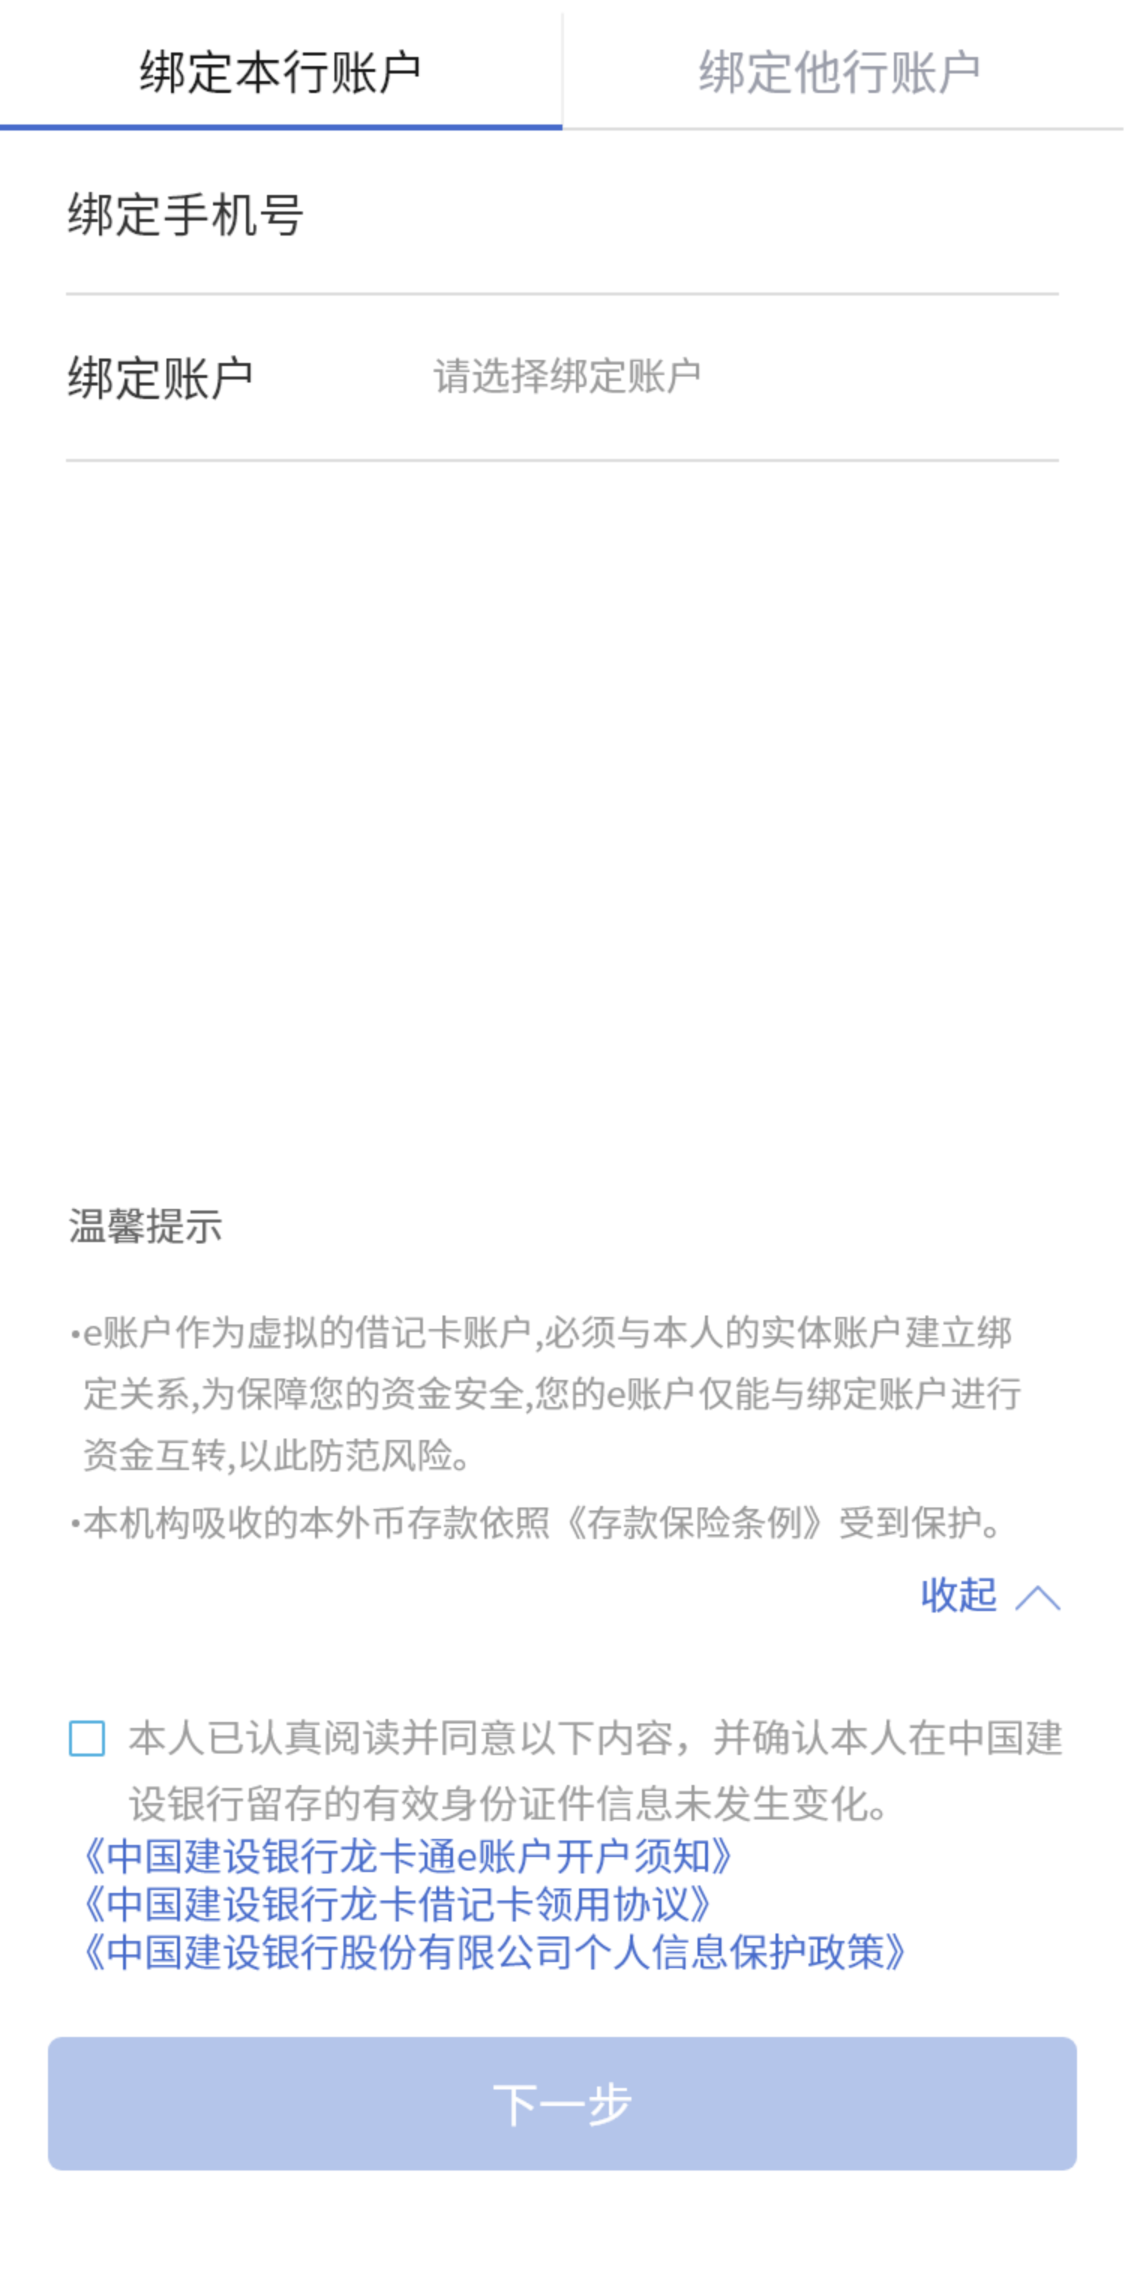 绑定本行账户 绑定他行账户
绑定手机号
绑定账户 请选择绑定账户
温馨提示
•e账户作为虚拟的借记卡账户,必须与本人的实体账户建立绑
定关系,为保障您的资金安全,您的e账户仅能与绑定账户进行
资金互转,以此防范风险。
•本机构吸收的本外币存款依照《存款保险条例》受到保护。
收起
本人已认真阅读并同意以下内容，并确认本人在中国建
设银行留存的有效身份证件信息未发生变化。
《中国建设银行龙卡通e账户开户须知》
《中国建设银行龙卡借记卡领用协议》
《中国建设银行股份有限公司个人信息保护政策》
下一步